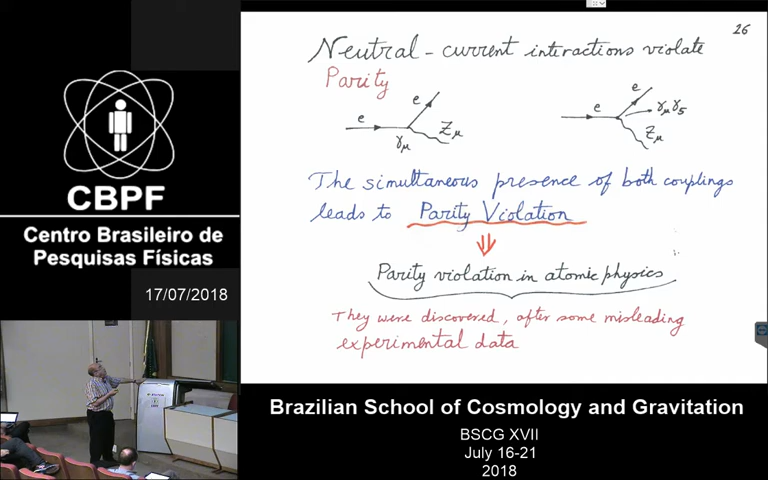 26
Neutral-current interactions violate
Parity
e
e
γμ
Zμ
e
e
γμγ5
Zμ
The simultaneous presence of both couplings
leads to Parity Violation
⇓
Parity violation in atomic physics
They were discovered, after some misleading
experimental data
CBPF
Centro Brasileiro de
Pesquisas Físicas
17/07/2018
Brazilian School of Cosmology and Gravitation
BSCG XVII
July 16-21
2018